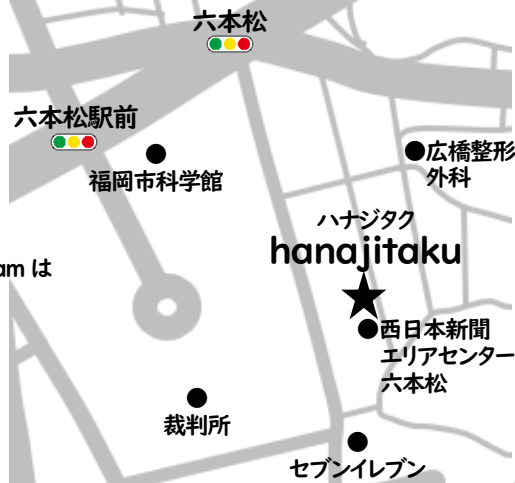 六本松
六本松駅前
福岡市科学館
広橋整形
外科
ハナジタク
hanajitaku
am は
西日本新聞
エリアセンター
六本松
裁判所
セブンイレブン